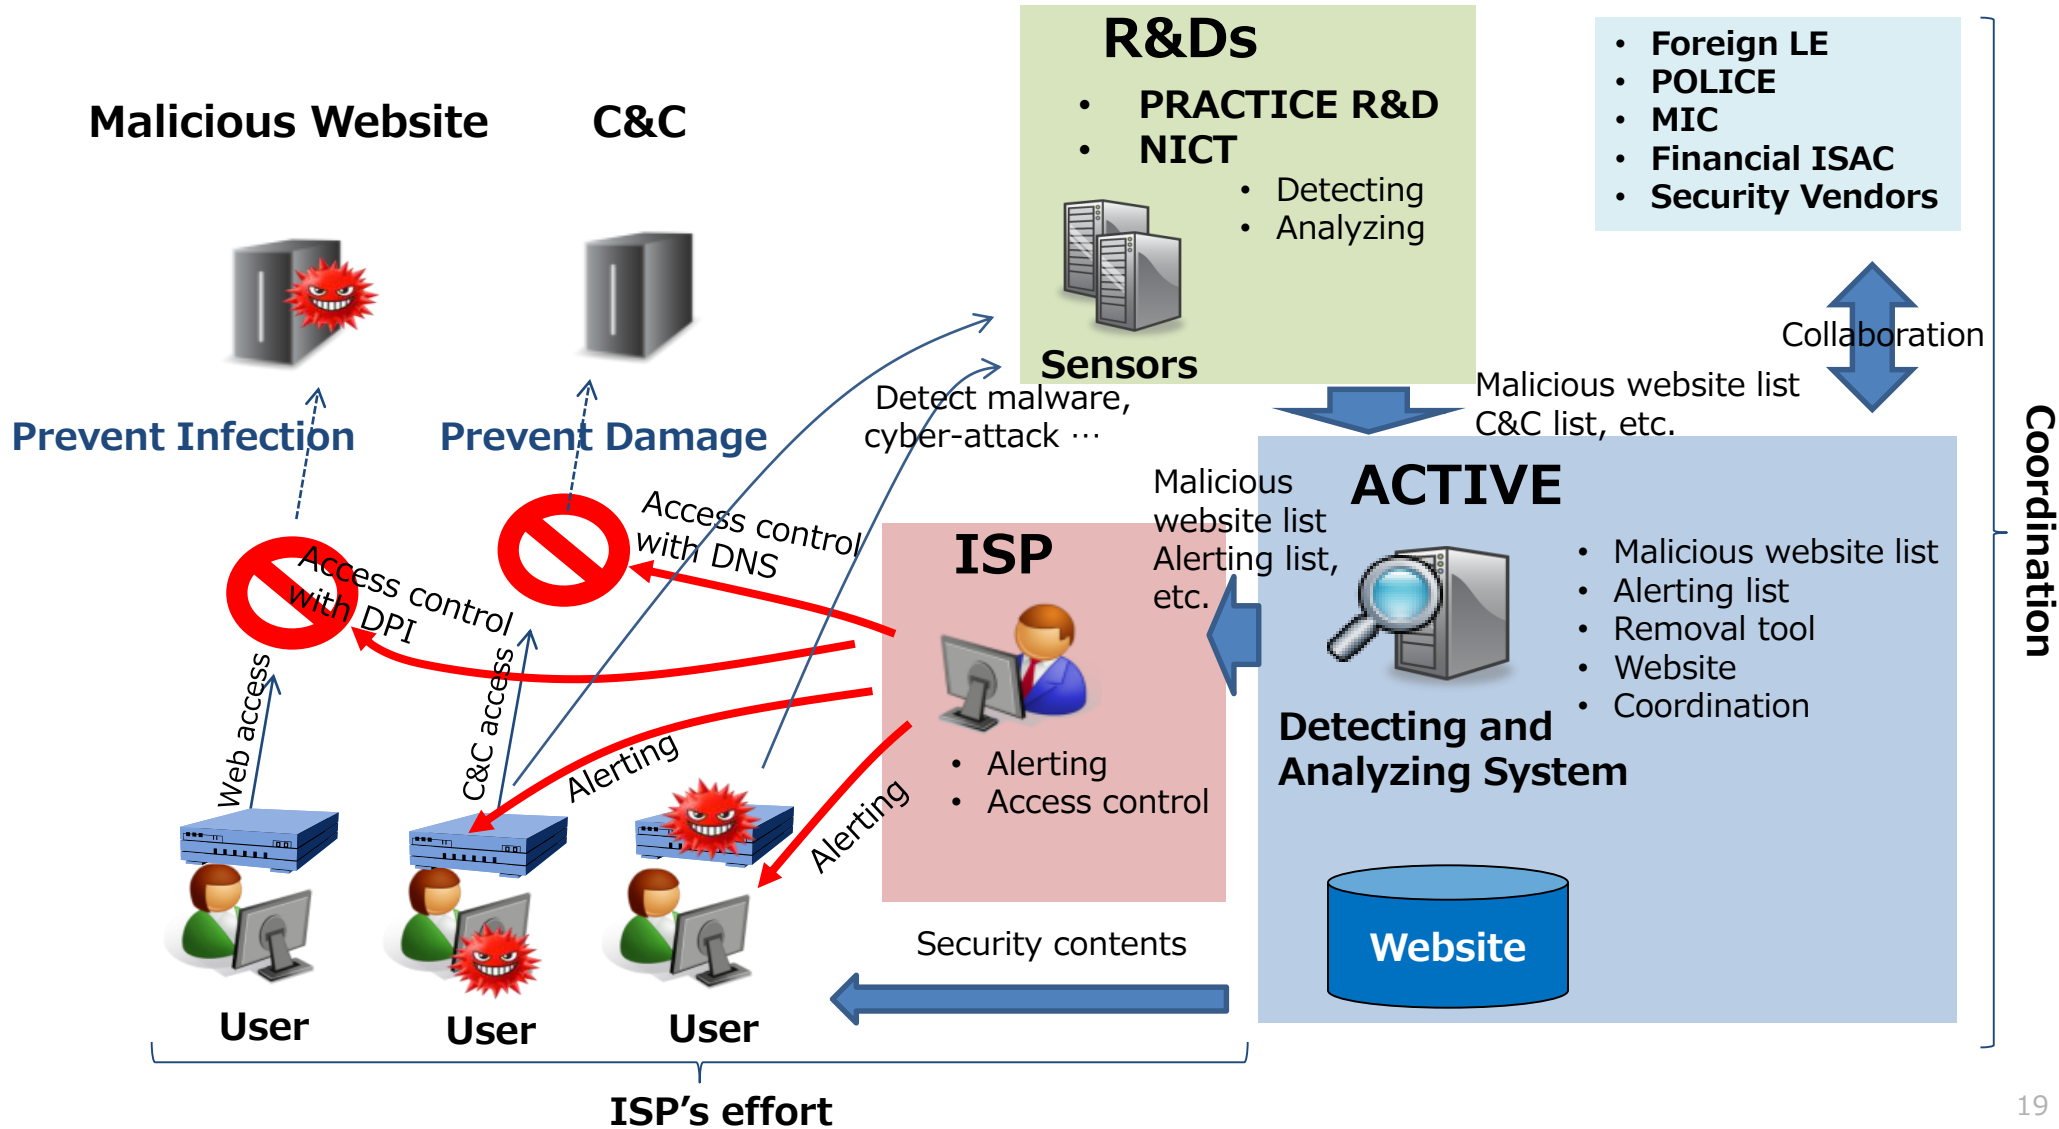 R&Ds
• PRACTICE R&D
• NICT
• Detecting
• Analyzing
Sensors
• Foreign LE
• POLICE
• MIC
• Financial ISAC
• Security Vendors
Malicious Website
C&C
Collaboration
Coordination
Prevent Infection
Prevent Damage
Detect malware,
cyber-attack …
Malicious website list
C&C list, etc.
Access control
with DNS
Access control
with DPI
Malicious
website list
Alerting list,
etc.
ISP
• Alerting
• Access control
ACTIVE
• Malicious website list
• Alerting list
• Removal tool
• Website
• Coordination
Detecting and
Analyzing System
Website
Web access
C&C access
Alerting
Alerting
Security contents
User
User
User
ISP’s effort
19